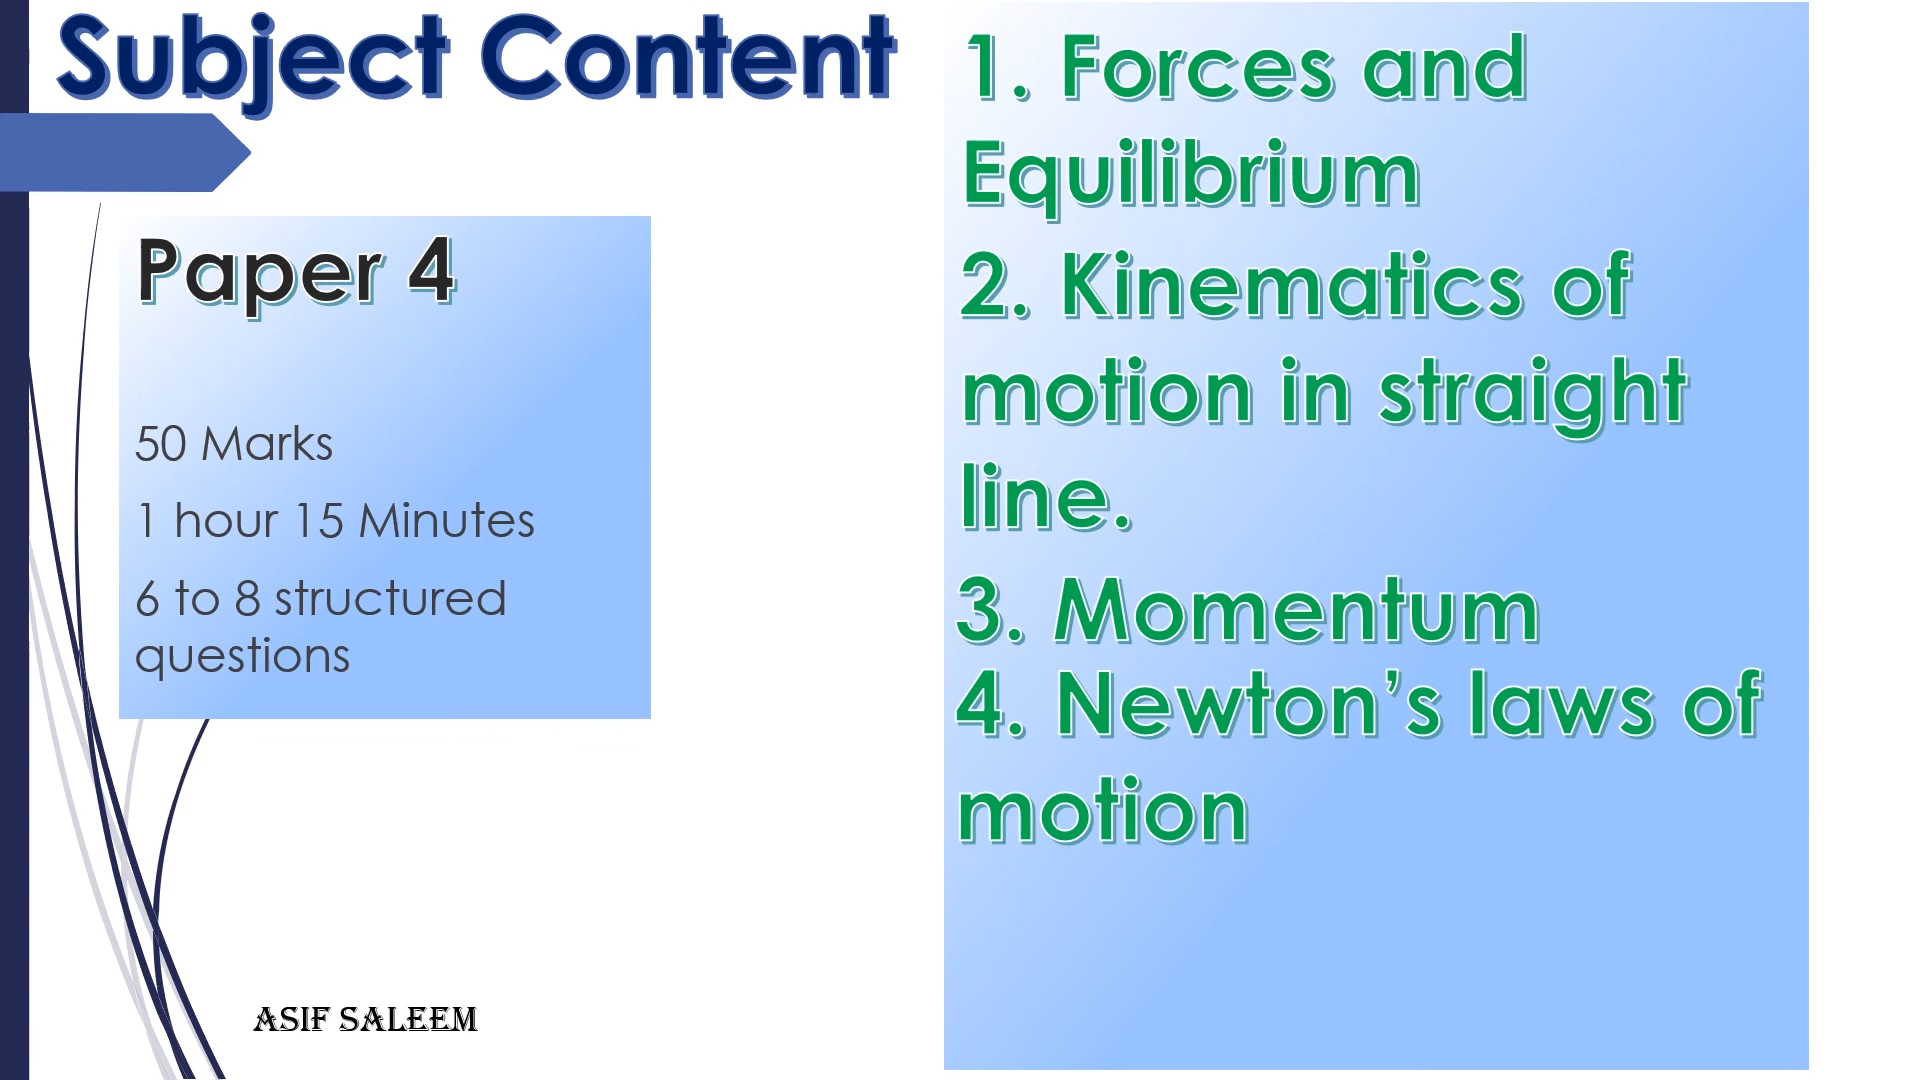 Subject Content
Paper 4
50 Marks
1 hour 15 Minutes
6 to 8 structured
questions
1. Forces and
Equilibrium
2. Kinematics of
motion in straight
line.
3. Momentum
4. Newton’s laws of
motion
ASIF SALEEM